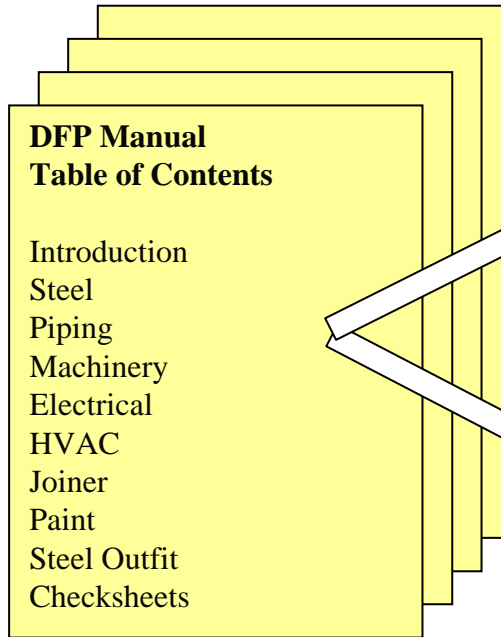 DFP Manual
Table of Contents
Introduction
Steel
Piping
Machinery
Electrical
HVAC
Joiner
Paint
Steel Outfit
Checksheets